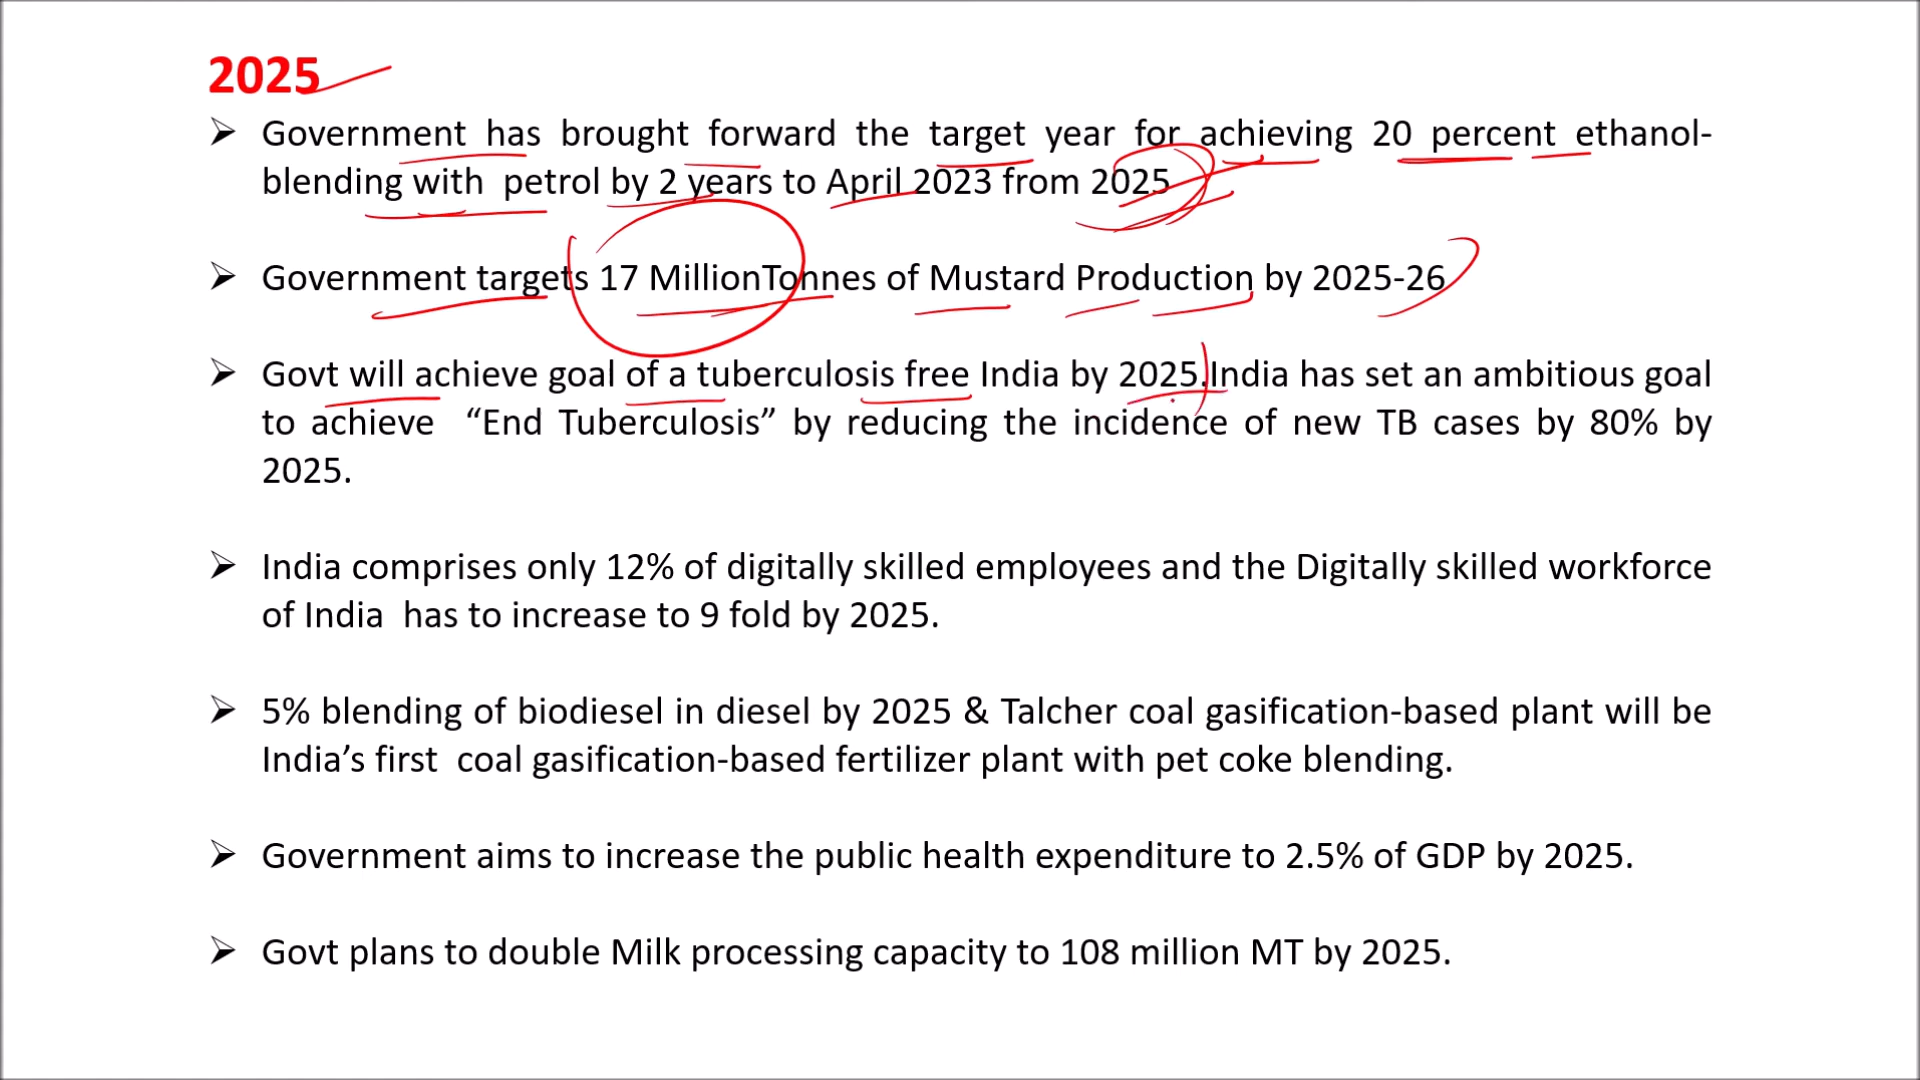 2025
➢ Government has brought forward the target year for achieving 20 percent ethanol-
blending with petrol by 2 years to April 2023 from 2025
➢ Government targets 17 MillionTonnes of Mustard Production by 2025-26
➢ Govt will achieve goal of a tuberculosis free India by 2025.India has set an ambitious goal
to achieve “End Tuberculosis” by reducing the incidence of new TB cases by 80% by
2025.
➢ India comprises only 12% of digitally skilled employees and the Digitally skilled workforce
of India has to increase to 9 fold by 2025.
➢ 5% blending of biodiesel in diesel by 2025 & Talcher coal gasification-based plant will be
India’s first coal gasification-based fertilizer plant with pet coke blending.
➢ Government aims to increase the public health expenditure to 2.5% of GDP by 2025.
➢ Govt plans to double Milk processing capacity to 108 million MT by 2025.